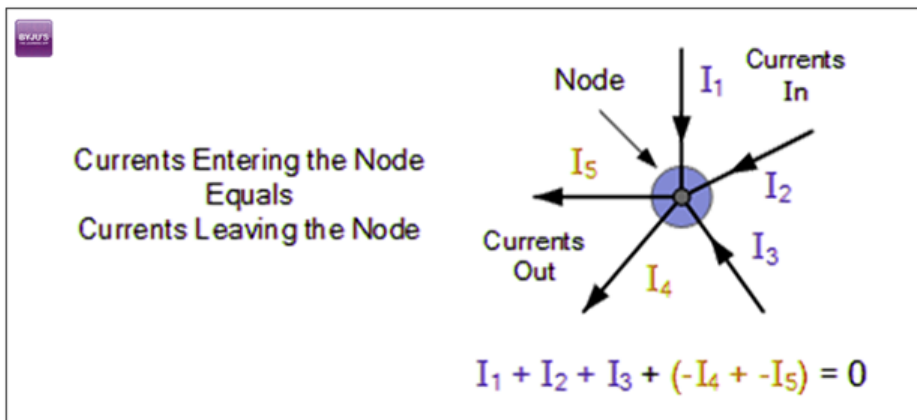 BYJU'S
Currents Entering the Node
Equals
Currents Leaving the Node
Node
I₁
Currents
In
I₅
I₂
Currents
Out
I₃
I₄
I₁ + I₂ + I₃ + (-I₄ + -I₅) = 0